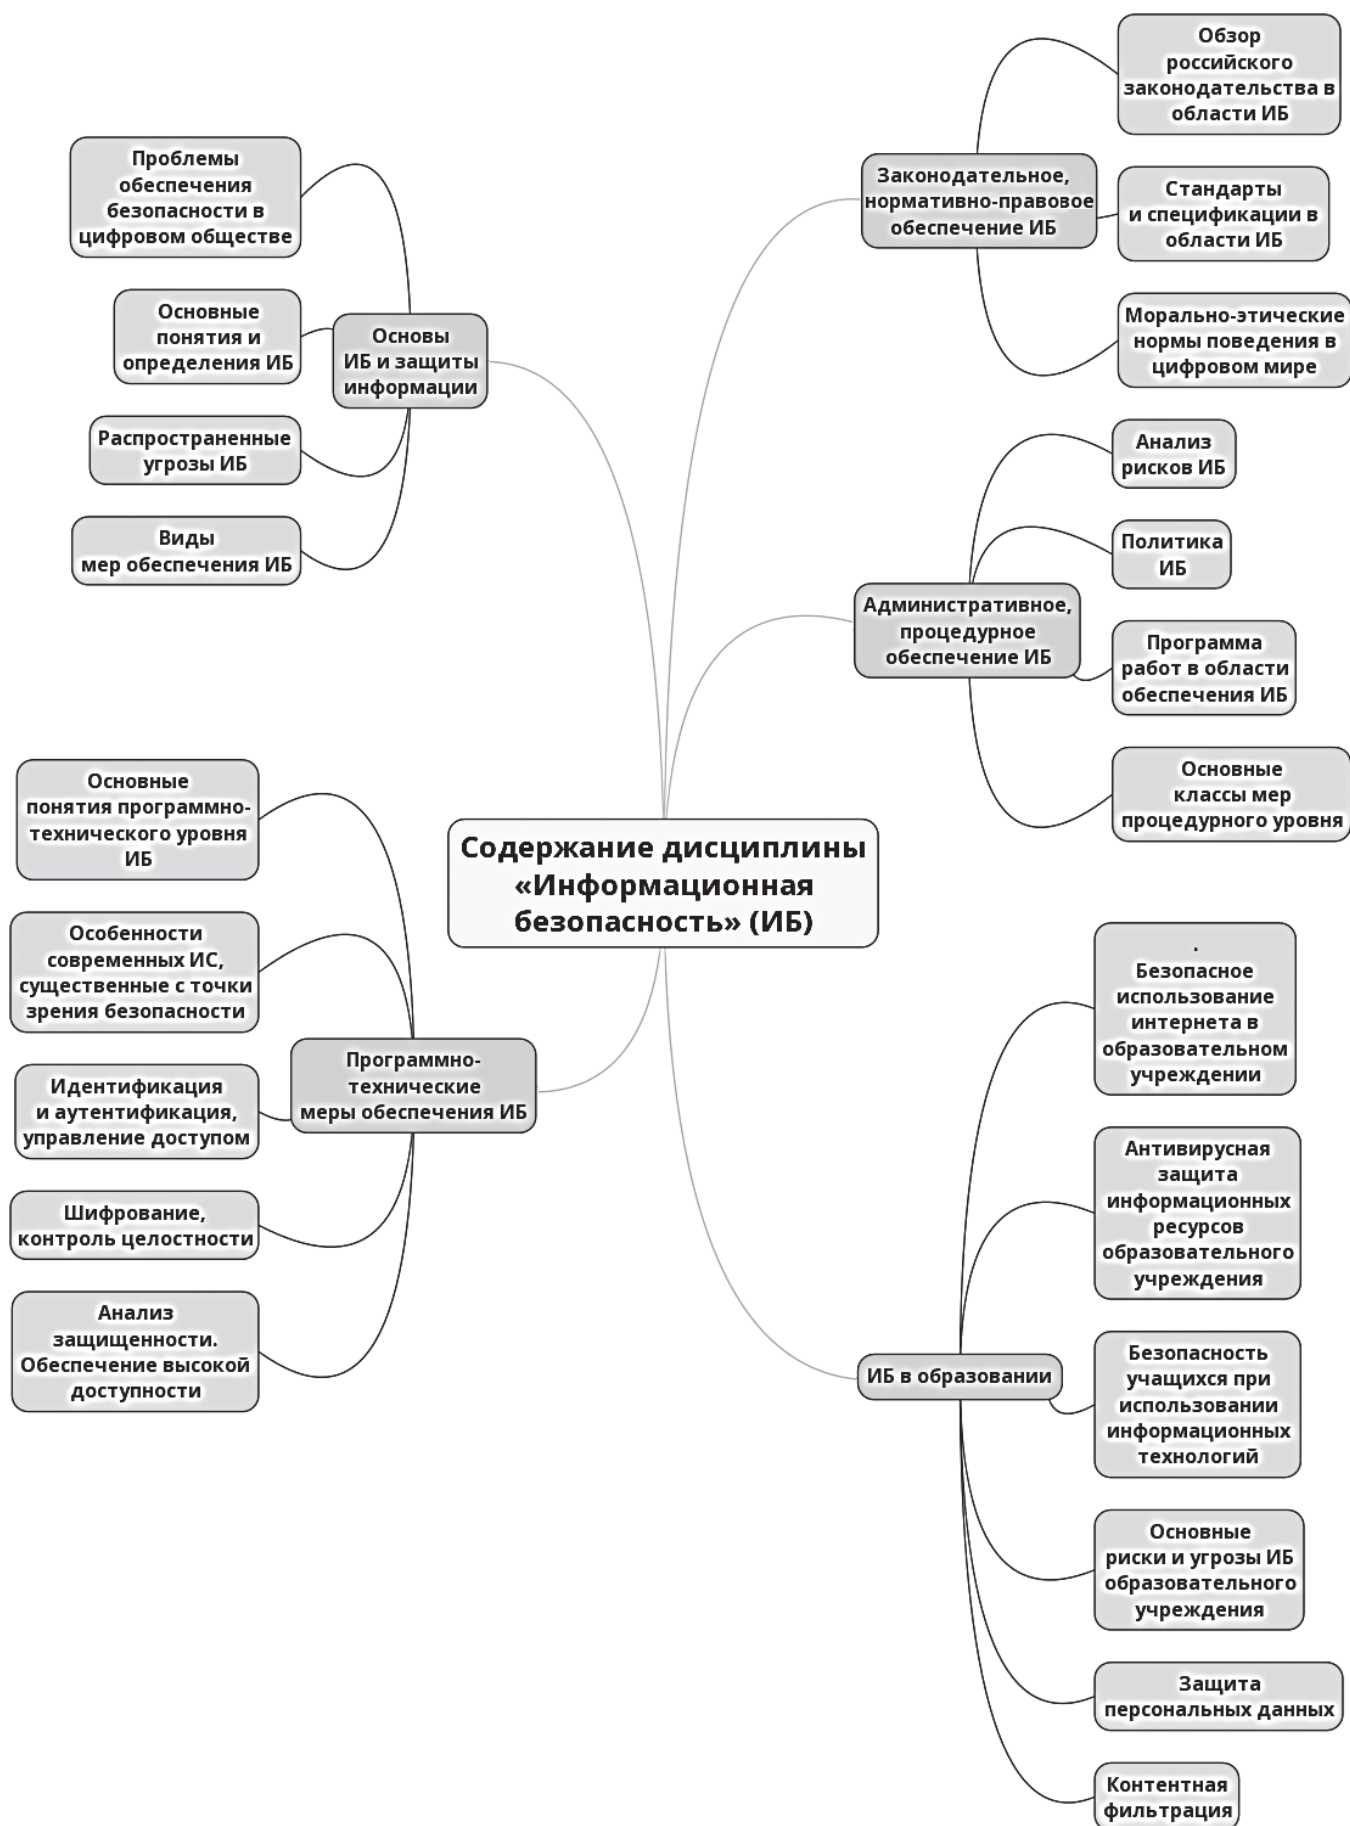 Содержание дисциплины
«Информационная
безопасность» (ИБ)
Основы
ИБ и защиты
информации
Проблемы
обеспечения
безопасности в
цифровом обществе
Основные
понятия и
определения ИБ
Распространенные
угрозы ИБ
Виды
мер обеспечения ИБ
Законодательное,
нормативно-правовое
обеспечение ИБ
Обзор
российского
законодательства в
области ИБ
Стандарты
и спецификации в
области ИБ
Морально-этические
нормы поведения в
цифровом мире
Административное,
процедурное
обеспечение ИБ
Анализ
рисков ИБ
Политика
ИБ
Программа
работ в области
обеспечения ИБ
Основные
классы мер
процедурного уровня
Программно-
технические
меры обеспечения ИБ
Основные
понятия программно-
технического уровня
ИБ
Особенности
современных ИС,
существенные с точки
зрения безопасности
Идентификация
и аутентификация,
управление доступом
Шифрование,
контроль целостности
Анализ
защищенности.
Обеспечение высокой
доступности
ИБ в образовании
.
Безопасное
использование
интернета в
образовательном
учреждении
Антивирусная
защита
информационных
ресурсов
образовательного
учреждения
Безопасность
учащихся при
использовании
информационных
технологий
Основные
риски и угрозы ИБ
образовательного
учреждения
Защита
персональных данных
Контентная
фильтрация